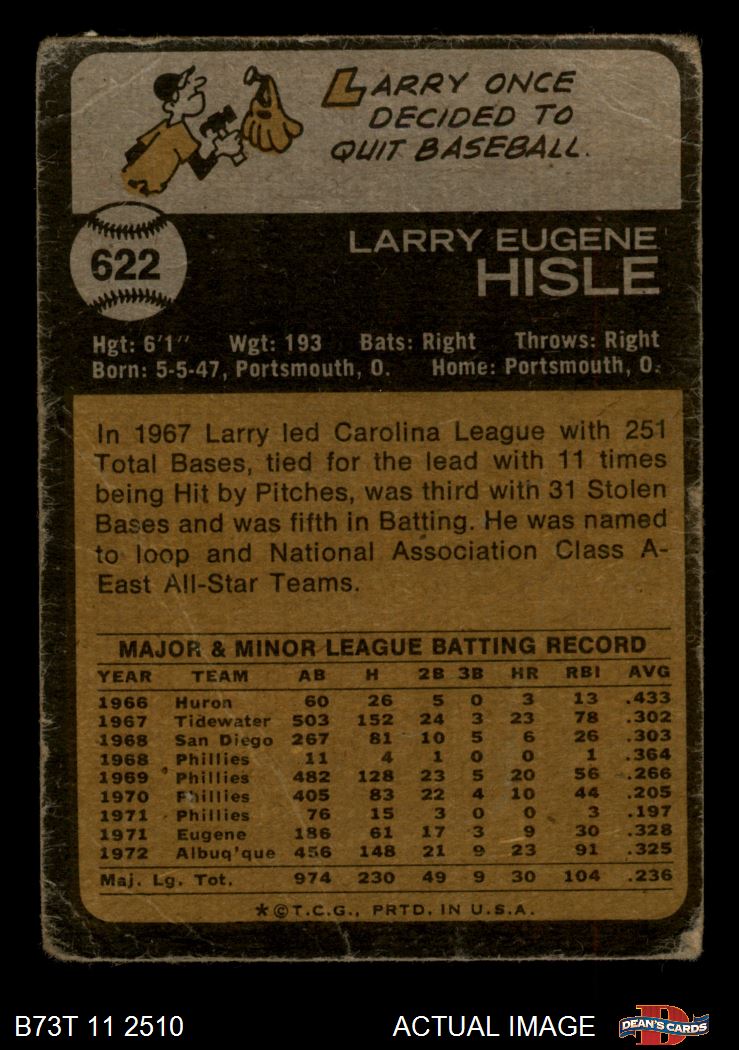 LARRY ONCE
DECIDED TO
QUIT BASEBALL.
622
LARRY EUGENE
HISLE
Hgt: 6'1" Wgt: 193 Bats: Right Throws: Right
Born: 5-5-47, Portsmouth, O. Home: Portsmouth, O.
In 1967 Larry led Carolina League with 251
Total Bases, tied for the lead with 11 times
being Hit by Pitches, was third with 31 Stolen
Bases and was fifth in Batting. He was named
to loop and National Association Class A-
East All-Star Teams.
MAJOR & MINOR LEAGUE BATTING RECORD
YEAR TEAM AB H 2B 3B HR RBI AVG
1966 Huron 60 26 5 0 3 13 .433
1967 Tidewater 503 152 24 3 23 78 .302
1968 San Diego 267 81 10 5 6 26 .303
1968 Phillies 11 4 1 0 0 1 .364
1969 Phillies 482 128 23 5 20 56 .266
1970 Phillies 405 83 22 4 10 44 .205
1971 Phillies 76 15 3 0 0 3 .197
1971 Eugene 186 61 17 3 9 30 .328
1972 Albuq'que 456 148 21 9 23 91 .325
Maj. Lg. Tot. 974 230 49 9 30 104 .236
*©T.C.G., PRTD. IN U.S.A.
B73T 11 2510 ACTUAL IMAGE DEAN'S CARDS